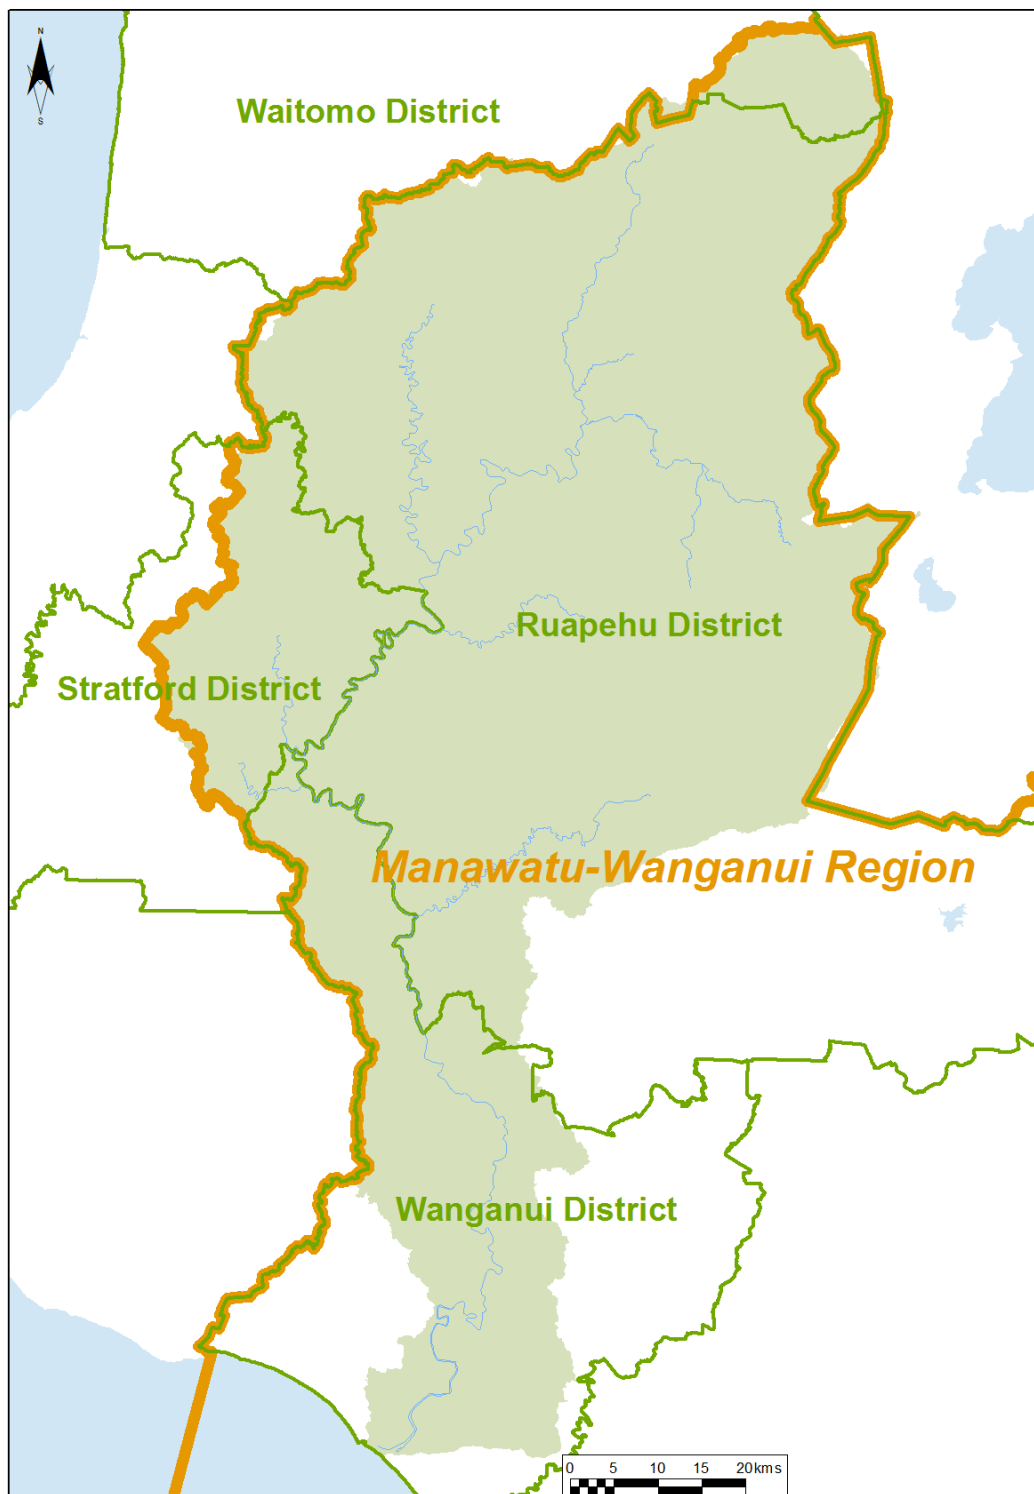 N
S
Waitomo District
Ruapehu District
Stratford District
Manawatu-Wanganui Region
Wanganui District
0 5 10 15 20kms